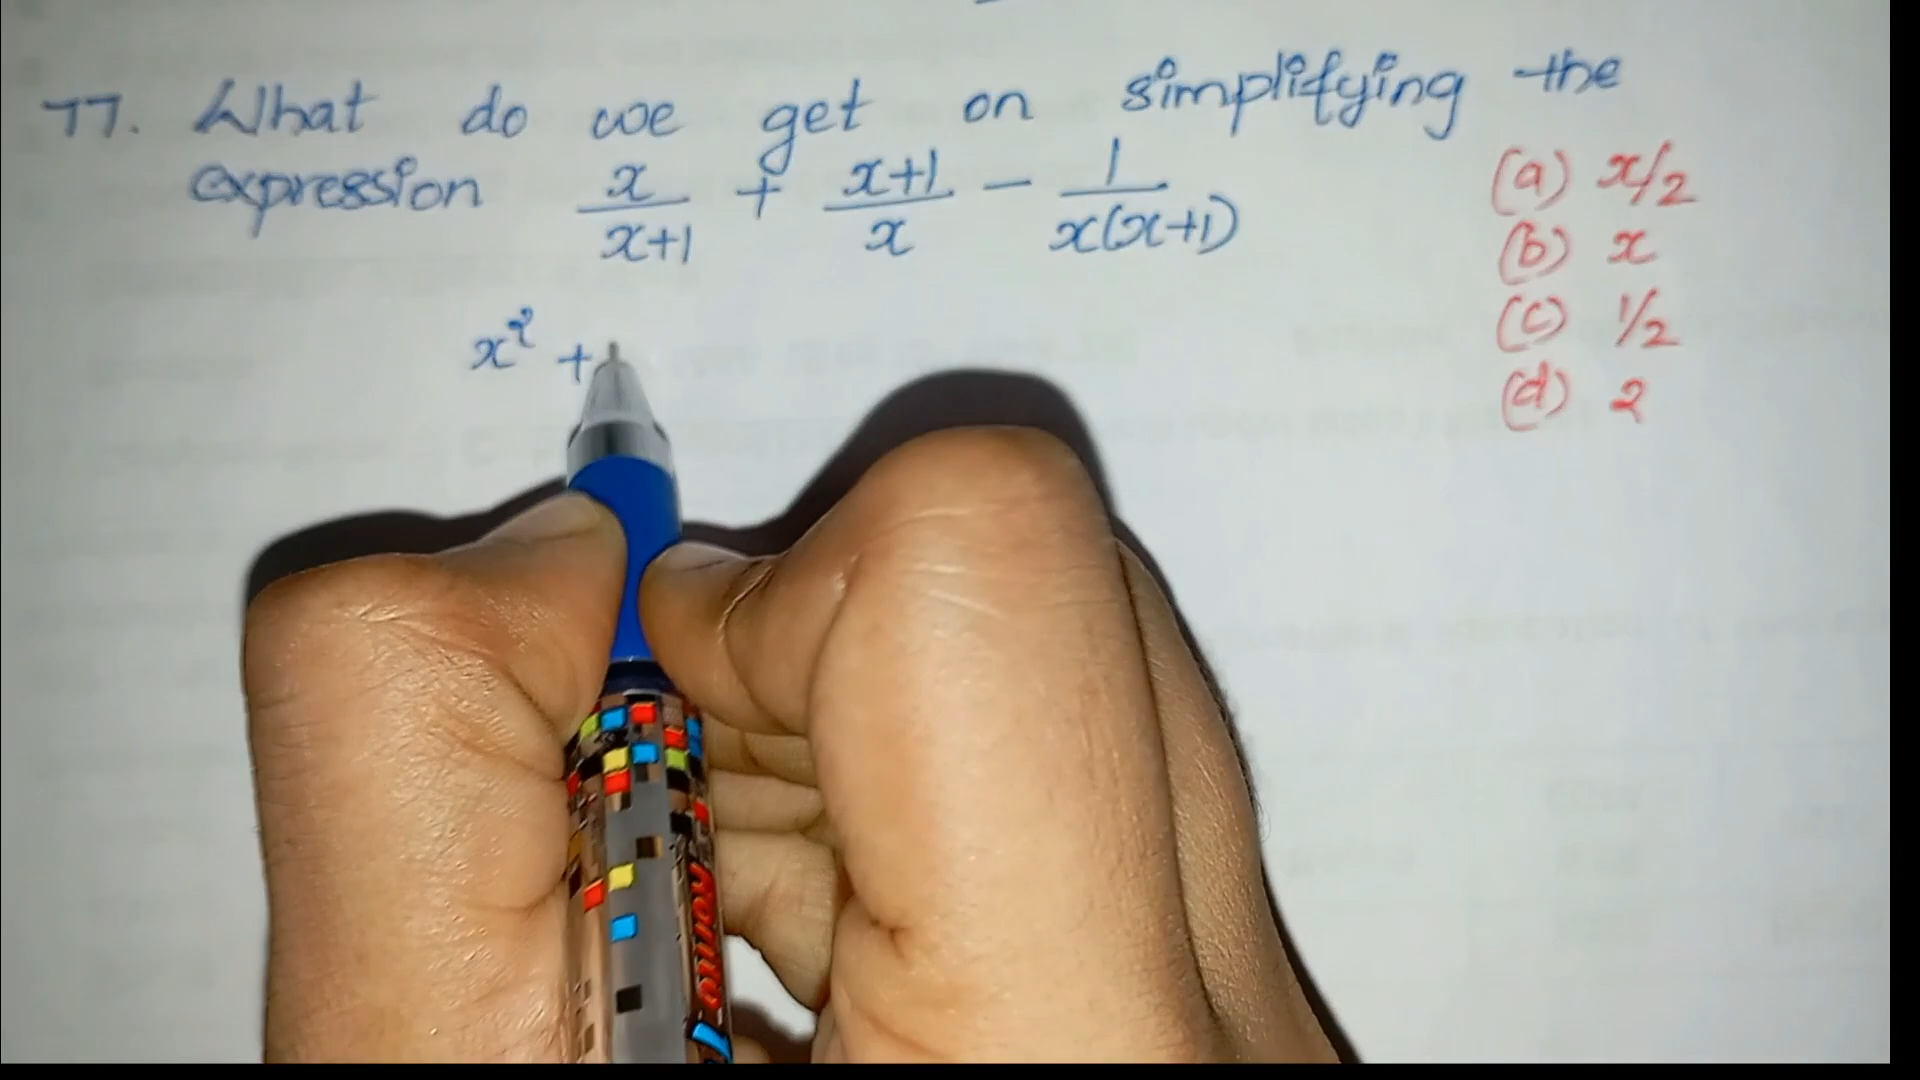 77. What do we get on simplifying the
expression x/(x+1) + (x+1)/x − 1/(x(x+1))
(a) x/2
(b) x
(c) 1/2
(d) 2
x² +